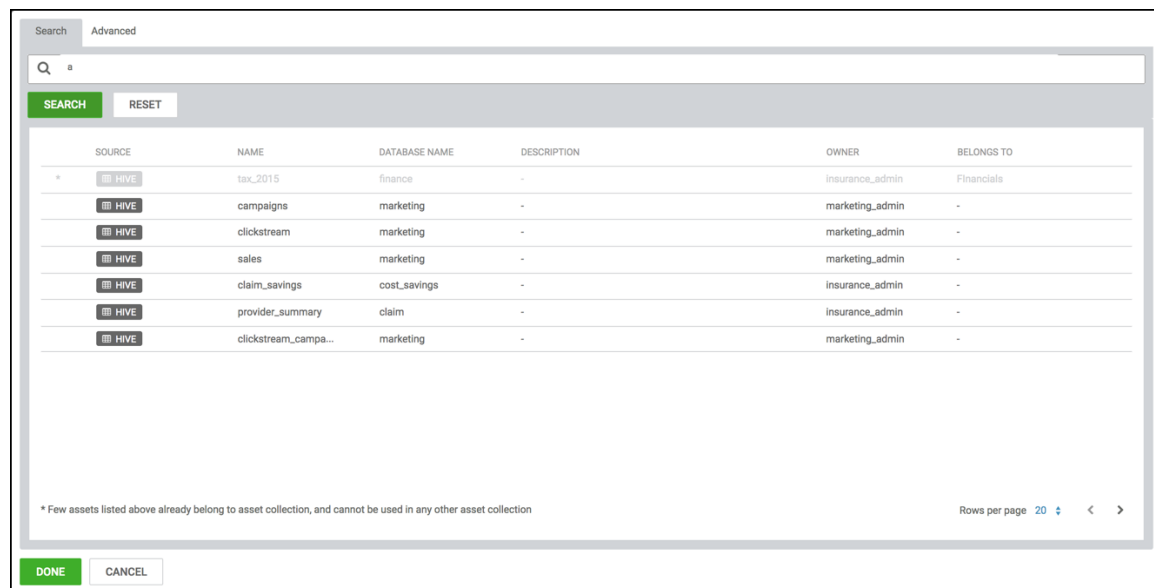 Search Advanced
a
SEARCH RESET
SOURCE NAME DATABASE NAME DESCRIPTION OWNER BELONGS TO
* HIVE tax_2015 finance - insurance_admin Financials
HIVE campaigns marketing - marketing_admin -
HIVE clickstream marketing - marketing_admin -
HIVE sales marketing - marketing_admin -
HIVE claim_savings cost_savings - insurance_admin -
HIVE provider_summary claim - insurance_admin -
HIVE clickstream_campa... marketing - marketing_admin -
* Few assets listed above already belong to asset collection, and cannot be used in any other asset collection Rows per page 20
DONE CANCEL